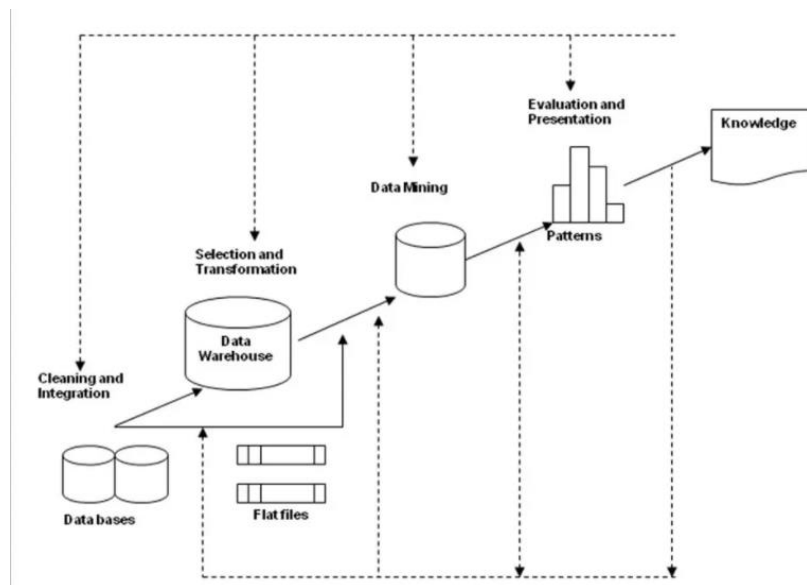 Evaluation and
Presentation
Knowledge
Data Mining
Patterns
Selection and
Transformation
Data
Warehouse
Cleaning and
Integration
Data bases
Flat files